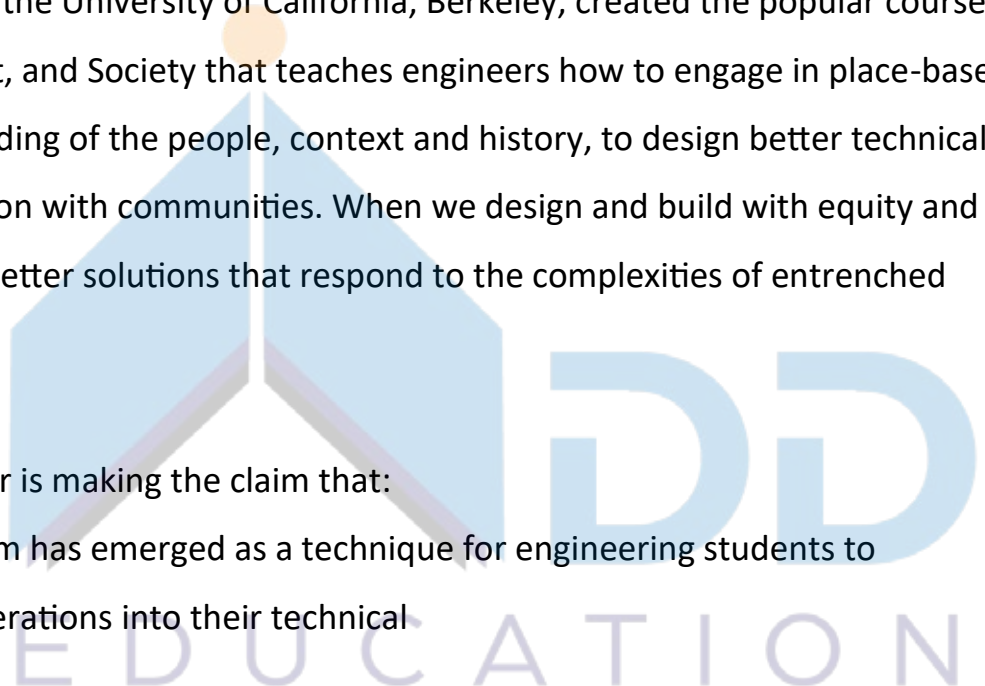 the University of California, Berkeley, created the popular course
, and Society that teaches engineers how to engage in place-base
ding of the people, context and history, to design better technical
on with communities. When we design and build with equity and
etter solutions that respond to the complexities of entrenched
r is making the claim that:
m has emerged as a technique for engineering students to
erations into their technical
ADD
EDUCATION